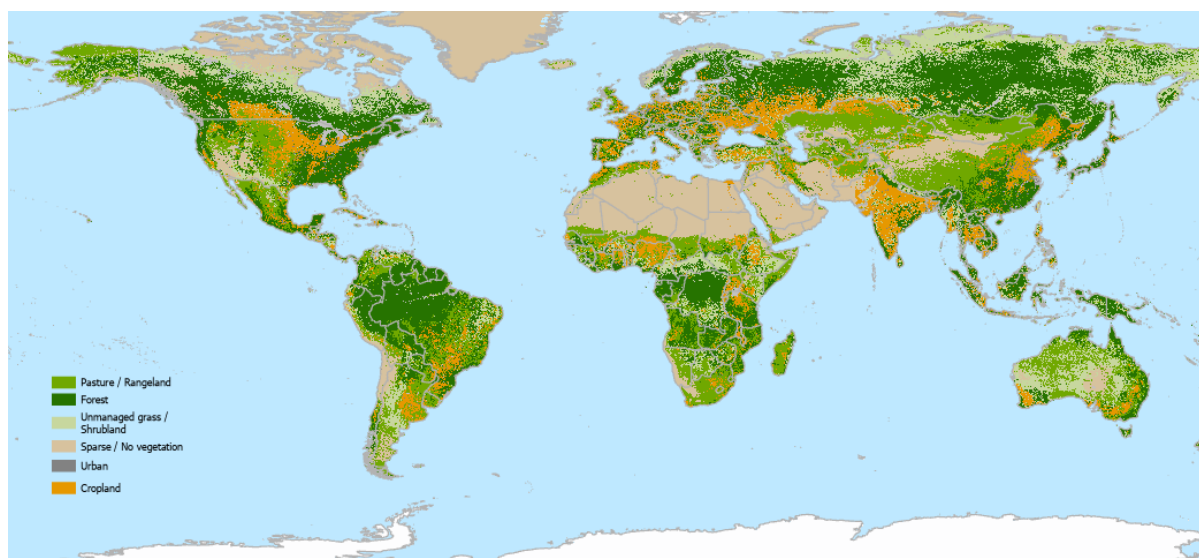 Pasture / Rangeland
Forest
Unmanaged grass /
Shrubland
Sparse / No vegetation
Urban
Cropland